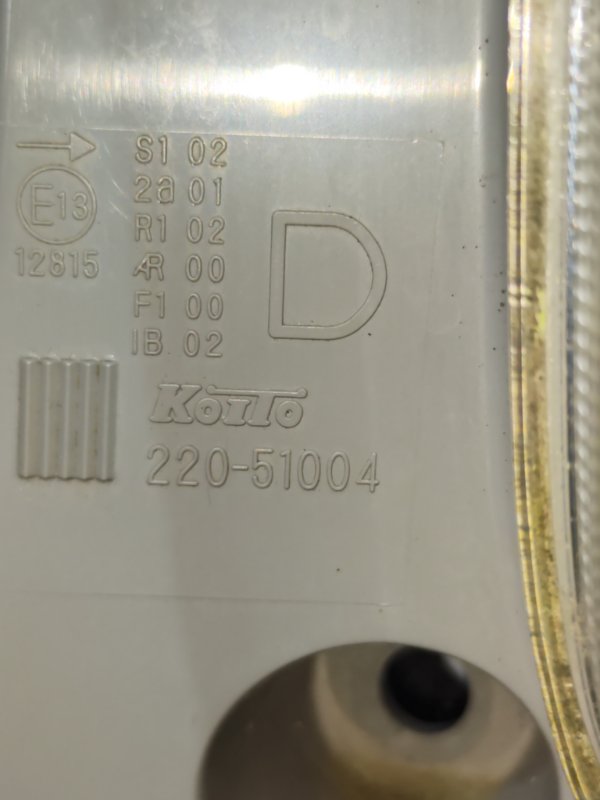 S1 02
2a 01
R1 02
AR 00
F1 00
IB 02
E13
12815
D
KOITO
220-51004